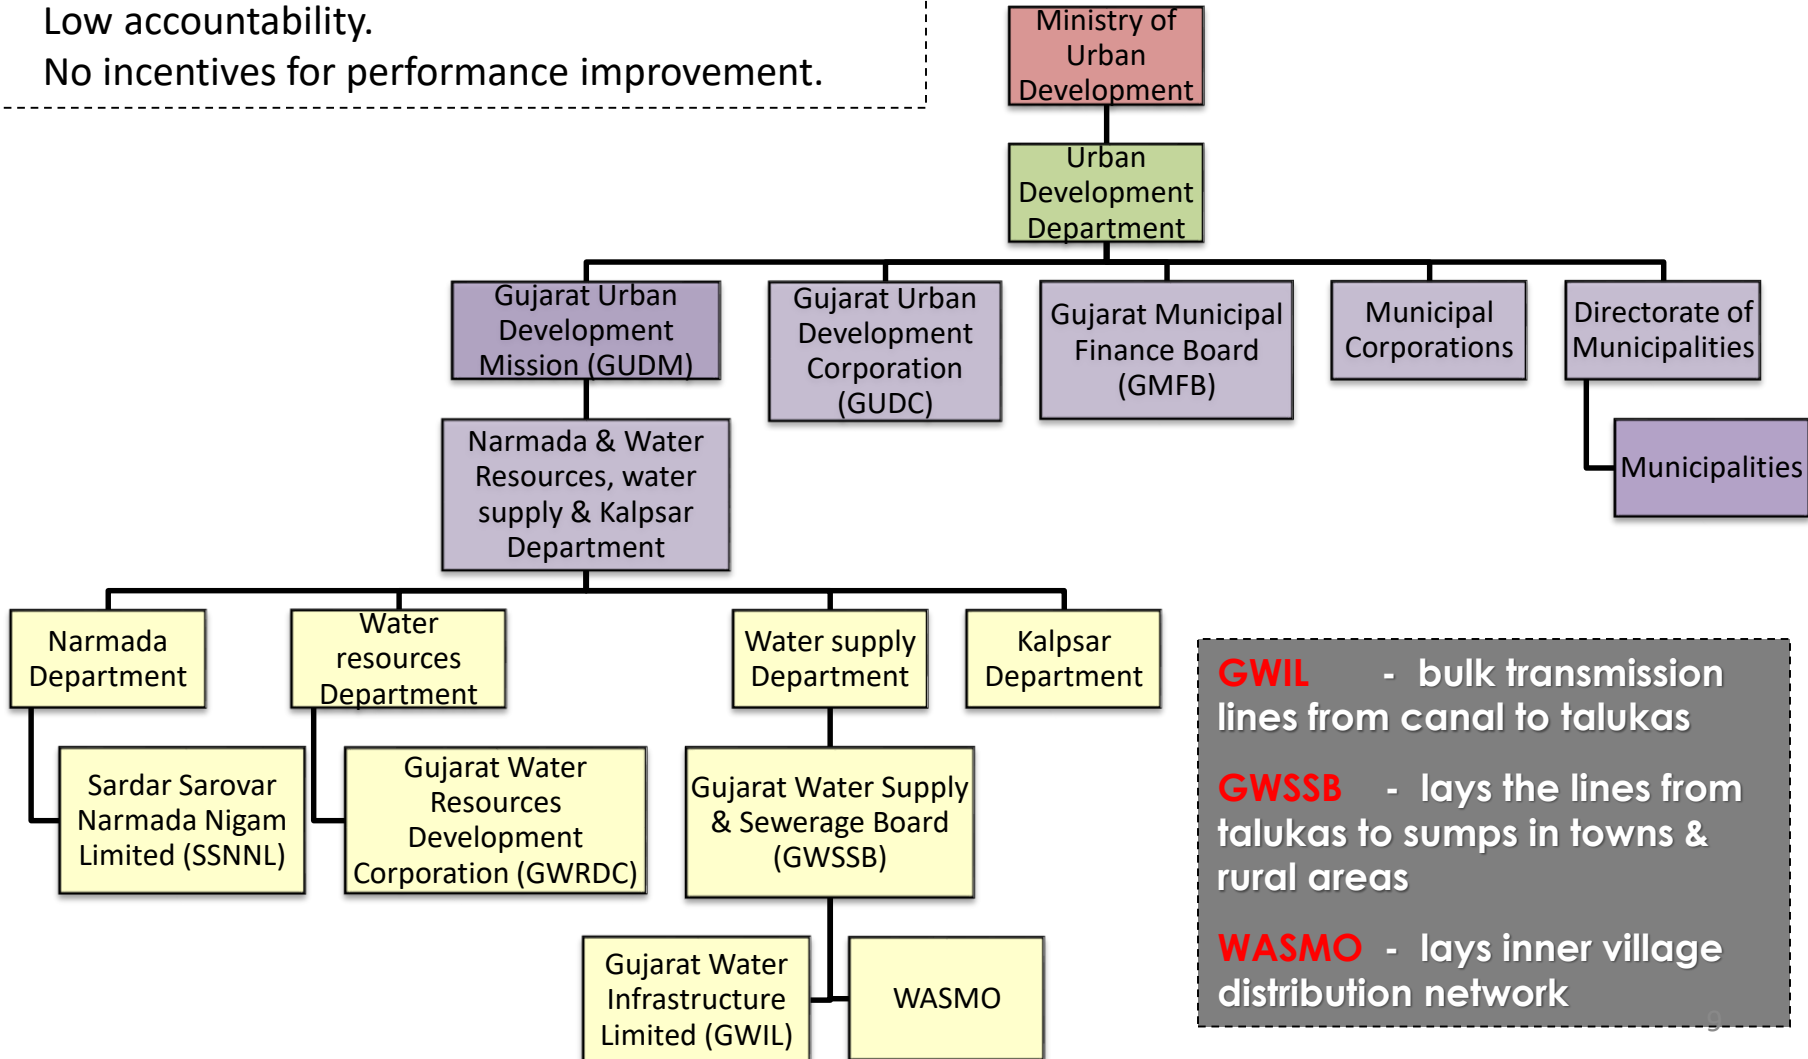 Low accountability.
No incentives for performance improvement.
Ministry of
Urban
Development
Urban
Development
Department
Gujarat Urban
Development
Mission (GUDM)
Gujarat Urban
Development
Corporation
(GUDC)
Gujarat Municipal
Finance Board
(GMFB)
Municipal
Corporations
Directorate of
Municipalities
Municipalities
Narmada & Water
Resources, water
supply & Kalpsar
Department
Narmada
Department
Water
resources
Department
Water supply
Department
Kalpsar
Department
Sardar Sarovar
Narmada Nigam
Limited (SSNNL)
Gujarat Water
Resources
Development
Corporation (GWRDC)
Gujarat Water Supply
& Sewerage Board
(GWSSB)
Gujarat Water
Infrastructure
Limited (GWIL)
WASMO
GWIL - bulk transmission
lines from canal to talukas
GWSSB - lays the lines from
talukas to sumps in towns &
rural areas
WASMO - lays inner village
distribution network
9